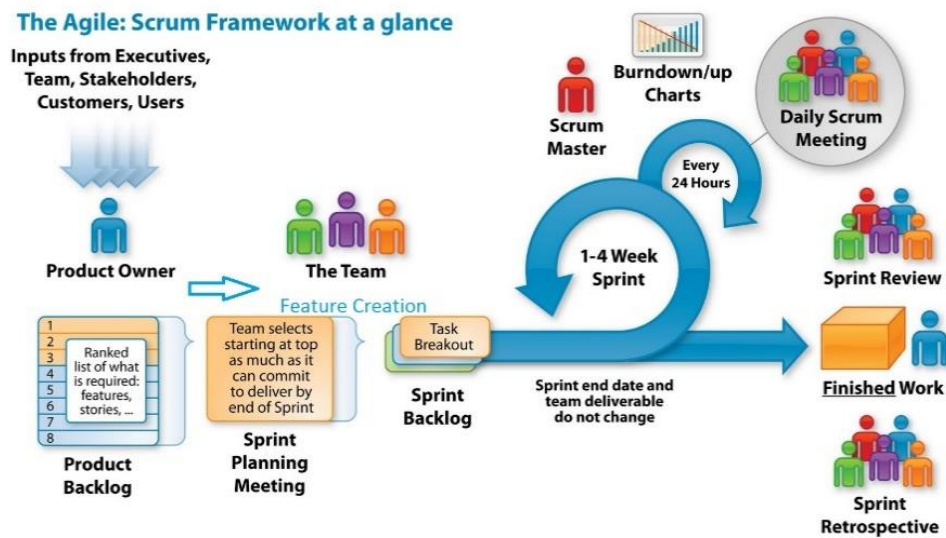 The Agile: Scrum Framework at a glance
Inputs from Executives,
Team, Stakeholders,
Customers, Users
Product Owner
The Team
Feature Creation
1
2
3
4
5
6
7
8
Ranked
list of what
is required:
features,
stories, ...
Product
Backlog
Team selects
starting at top
as much as it
can commit
to deliver by
end of Sprint
Sprint
Planning
Meeting
Task
Breakout
Sprint
Backlog
Scrum
Master
Burndown/up
Charts
Daily Scrum
Meeting
Every
24 Hours
1-4 Week
Sprint
Sprint end date and
team deliverable
do not change
Sprint Review
Finished Work
Sprint
Retrospective